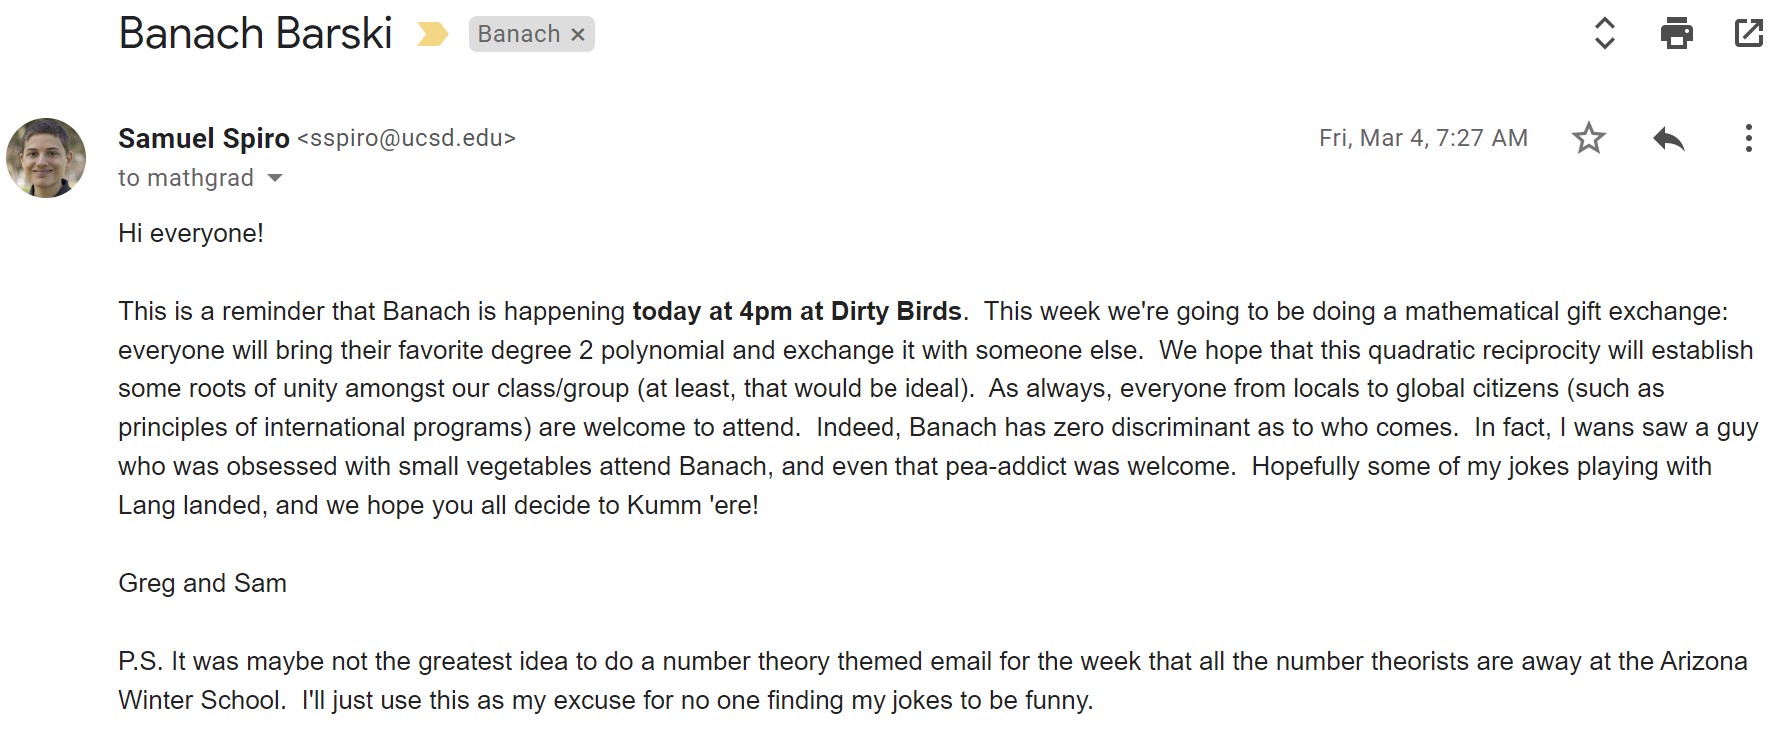 Banach Barski
Banach ×
Samuel Spiro <sspiro@ucsd.edu>
Fri, Mar 4, 7:27 AM
to mathgrad
Hi everyone!
This is a reminder that Banach is happening today at 4pm at Dirty Birds.  This week we're going to be doing a mathematical gift exchange:
everyone will bring their favorite degree 2 polynomial and exchange it with someone else.  We hope that this quadratic reciprocity will establish
some roots of unity amongst our class/group (at least, that would be ideal).  As always, everyone from locals to global citizens (such as
principles of international programs) are welcome to attend.  Indeed, Banach has zero discriminant as to who comes.  In fact, I wans saw a guy
who was obsessed with small vegetables attend Banach, and even that pea-addict was welcome.  Hopefully some of my jokes playing with
Lang landed, and we hope you all decide to Kumm 'ere!
Greg and Sam
P.S. It was maybe not the greatest idea to do a number theory themed email for the week that all the number theorists are away at the Arizona
Winter School.  I'll just use this as my excuse for no one finding my jokes to be funny.